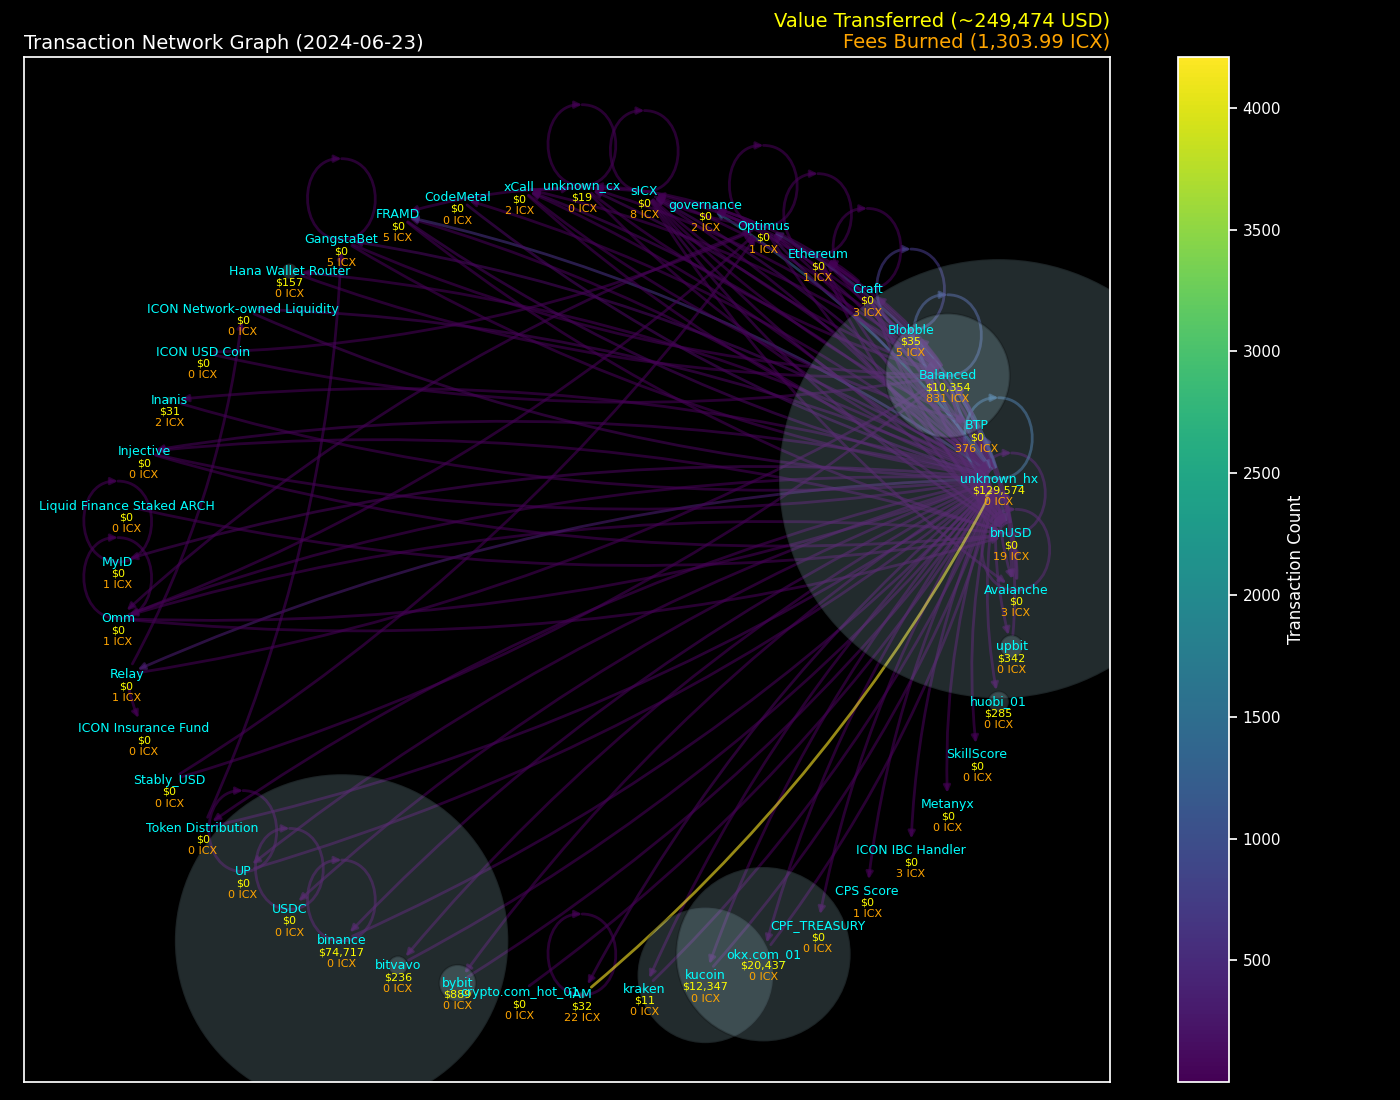 Value Transferred (~249,474 USD)
Transaction Network Graph (2024-06-23)
Fees Burned (1,303.99 ICX)
xCall
$0
2 ICX
unknown_cx
$19
0 ICX
sICX
$0
8 ICX
CodeMetal
$0
0 ICX
governance
$0
2 ICX
FRAMD
$0
5 ICX
Optimus
$0
1 ICX
GangstaBet
$0
5 ICX
Ethereum
$0
1 ICX
Hana Wallet Router
$157
0 ICX
Craft
$0
3 ICX
ICON Network-owned Liquidity
$0
0 ICX
Blobble
$35
5 ICX
ICON USD Coin
$0
0 ICX
Balanced
$10,354
831 ICX
Inanis
$31
2 ICX
BTP
$0
376 ICX
Injective
$0
0 ICX
unknown_hx
$129,574
0 ICX
Liquid Finance Staked ARCH
$0
0 ICX
bnUSD
$0
19 ICX
MyID
$0
1 ICX
Avalanche
$0
3 ICX
Omm
$0
1 ICX
upbit
$342
0 ICX
Relay
$0
1 ICX
huobi_01
$285
0 ICX
ICON Insurance Fund
$0
0 ICX
SkillScore
$0
0 ICX
Stably_USD
$0
0 ICX
Metanyx
$0
0 ICX
Token Distribution
$0
0 ICX
ICON IBC Handler
$0
3 ICX
UP
$0
0 ICX
CPS Score
$0
1 ICX
USDC
$0
0 ICX
CPF_TREASURY
$0
0 ICX
binance
$74,717
0 ICX
okx.com_01
$20,437
0 ICX
bitvavo
$236
0 ICX
kucoin
$12,347
0 ICX
bybit
$889
0 ICX
crypto.com_hot_01
$0
0 ICX
IAM
$32
22 ICX
kraken
$11
0 ICX
4000
3500
3000
2500
2000
1500
1000
500
Transaction Count